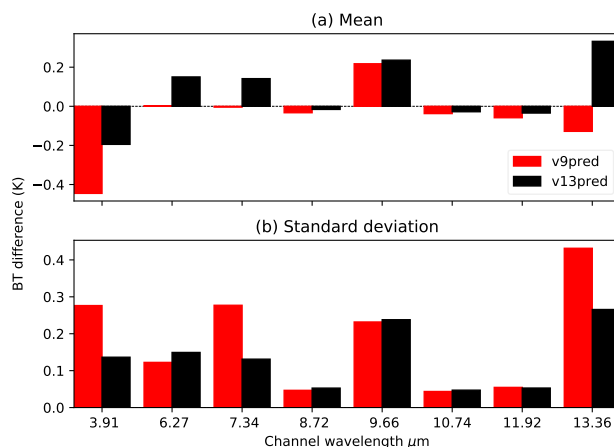 (a) Mean
0.2
0.0
−0.2
−0.4
v9pred
v13pred
BT difference (K)
(b) Standard deviation
0.4
0.3
0.2
0.1
0.0
3.91 6.27 7.34 8.72 9.66 10.74 11.92 13.36
Channel wavelength μm